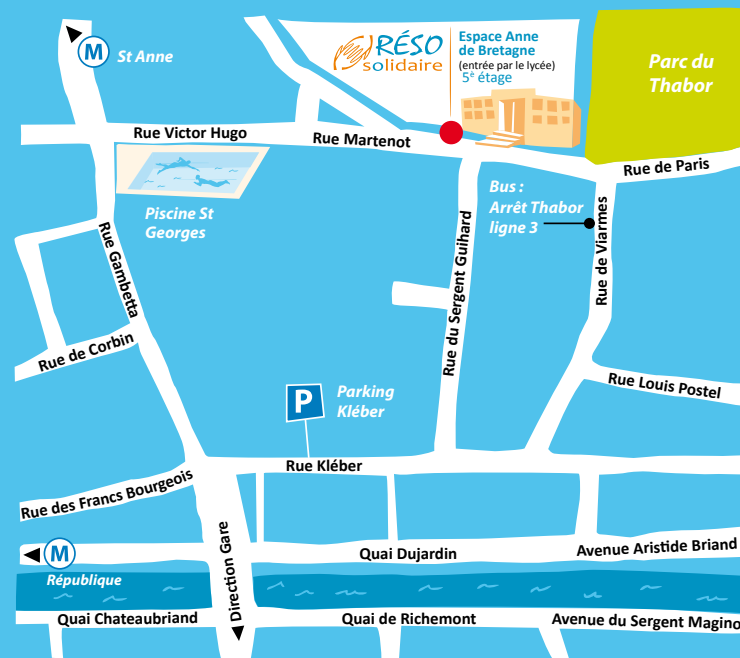 M
St Anne
RÉSO
solidaire
Espace Anne
de Bretagne
(entrée par le lycée)
5è étage
Parc du
Thabor
Rue Victor Hugo
Rue Martenot
Rue de Paris
Piscine St
Georges
Bus :
Arrêt Thabor
ligne 3
Rue de Viarmes
Rue du Sergent Guihard
Rue Gambetta
Rue de Corbin
Rue Louis Postel
P
Parking
Kléber
Rue Kléber
Rue des Francs Bourgeois
M
République
Quai Dujardin
Avenue Aristide Briand
Direction Gare
Quai Chateaubriand
Quai de Richemont
Avenue du Sergent Magino